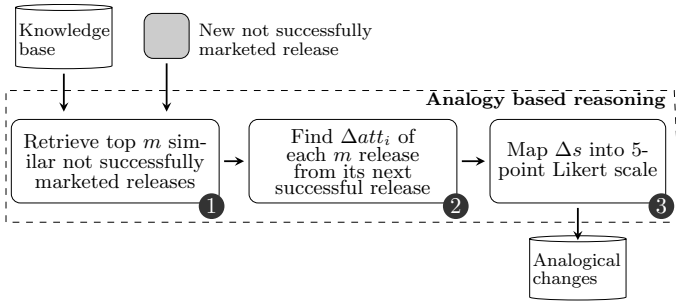 Knowledge
base
New not successfully
marketed release
Analogy based reasoning
Retrieve top m sim-
ilar not successfully
marketed releases
1
Find Δattᵢ of
each m release
from its next
successful release
2
Map Δs into 5-
point Likert scale
3
Analogical
changes